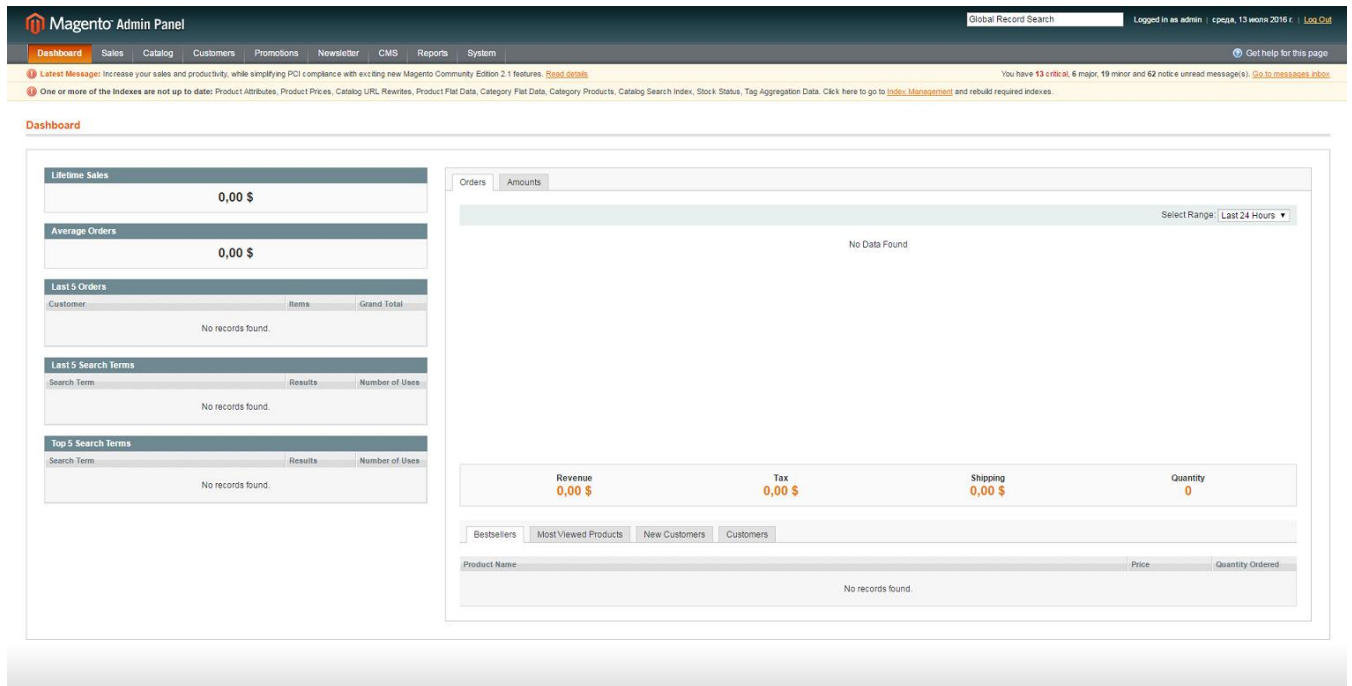 Magento Admin Panel
Global Record Search
Logged in as admin | среда, 13 июля 2016 г. | Log Out
Dashboard Sales Catalog Customers Promotions Newsletter CMS Reports System
Get help for this page
Latest Message: Increase your sales and productivity, while simplifying PCI compliance with exciting new Magento Community Edition 2.1 features. Read details
You have 13 critical, 6 major, 19 minor and 62 notice unread message(s). Go to messages inbox
One or more of the Indexes are not up to date: Product Attributes, Product Prices, Catalog URL Rewrites, Product Flat Data, Category Flat Data, Category Products, Catalog Search Index, Stock Status, Tag Aggregation Data. Click here to go to Index Management and rebuild required indexes.
Dashboard
Lifetime Sales
0,00 $
Average Orders
0,00 $
Last 5 Orders
Customer Items Grand Total
No records found.
Last 5 Search Terms
Search Term Results Number of Uses
No records found.
Top 5 Search Terms
Search Term Results Number of Uses
No records found.
Orders Amounts
Select Range: Last 24 Hours
No Data Found
Revenue Tax Shipping Quantity
0,00 $ 0,00 $ 0,00 $ 0
Bestsellers Most Viewed Products New Customers Customers
Product Name Price Quantity Ordered
No records found.